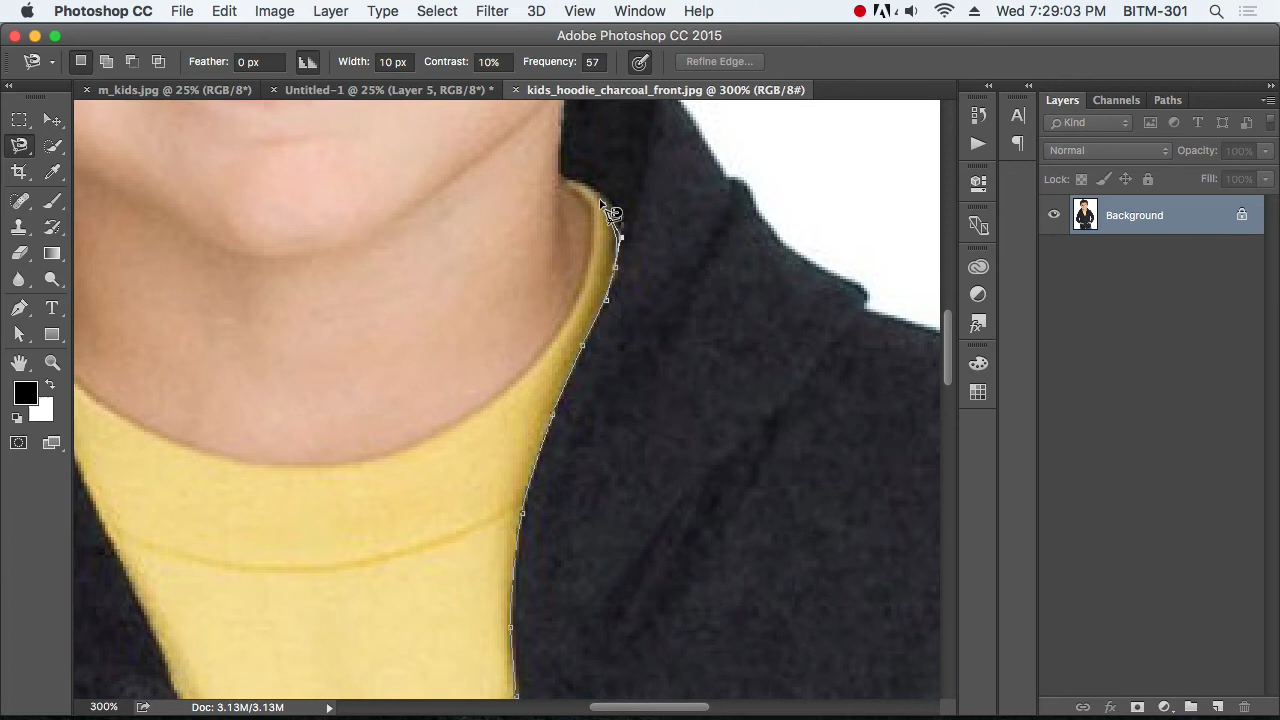 Photoshop CC File Edit Image Layer Type Select Filter 3D View Window Help Wed 7:29:03 PM BITM-301
Adobe Photoshop CC 2015
Feather: 0 px Width: 10 px Contrast: 10% Frequency: 57 Refine Edge...
m_kids.jpg @ 25% (RGB/8*) Untitled-1 @ 25% (Layer 5, RGB/8*) * kids_hoodie_charcoal_front.jpg @ 300% (RGB/8#)
Layers Channels Paths
Kind
Normal Opacity: 100%
Lock: Fill: 100%
Background
300% Doc: 3.13M/3.13M